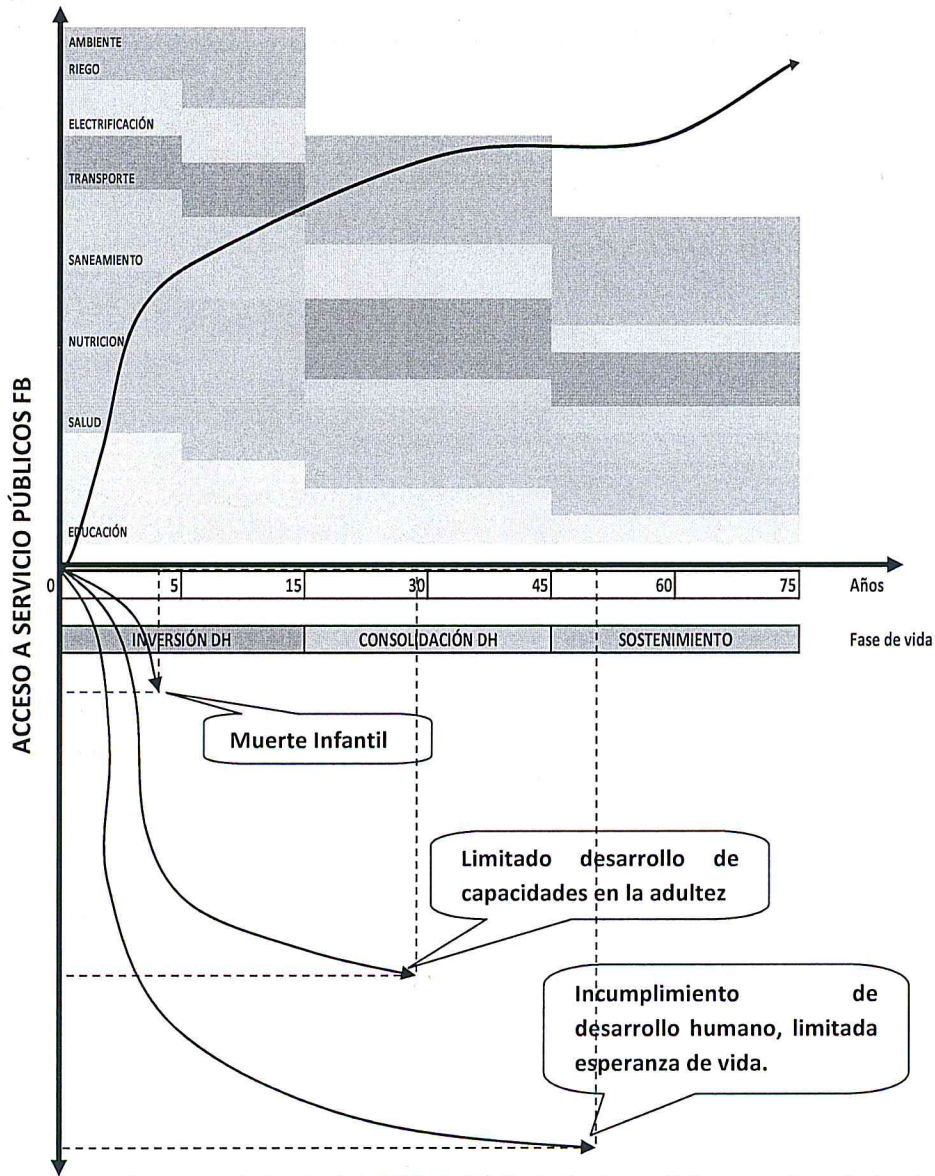 AMBIENTE
RIEGO
ELECTRIFICACIÓN
TRANSPORTE
SANEAMIENTO
NUTRICION
SALUD
EDUCACIÓN
ACCESO A SERVICIO PÚBLICOS FB
0 5 15 30 45 60 75 Años
INVERSIÓN DH CONSOLIDACIÓN DH SOSTENIMIENTO Fase de vida
Muerte Infantil
Limitado desarrollo de
capacidades en la adultez
Incumplimiento de
desarrollo humano, limitada
esperanza de vida.